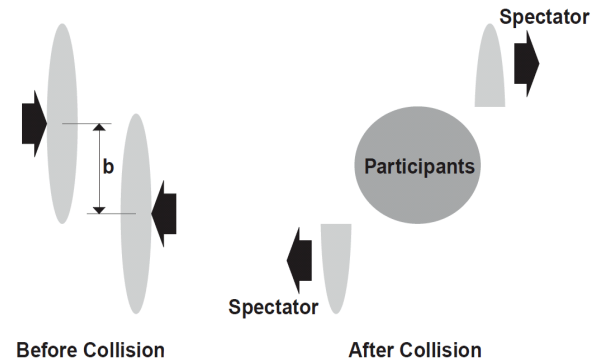 Spectator
b
Participants
Spectator
Before Collision
After Collision